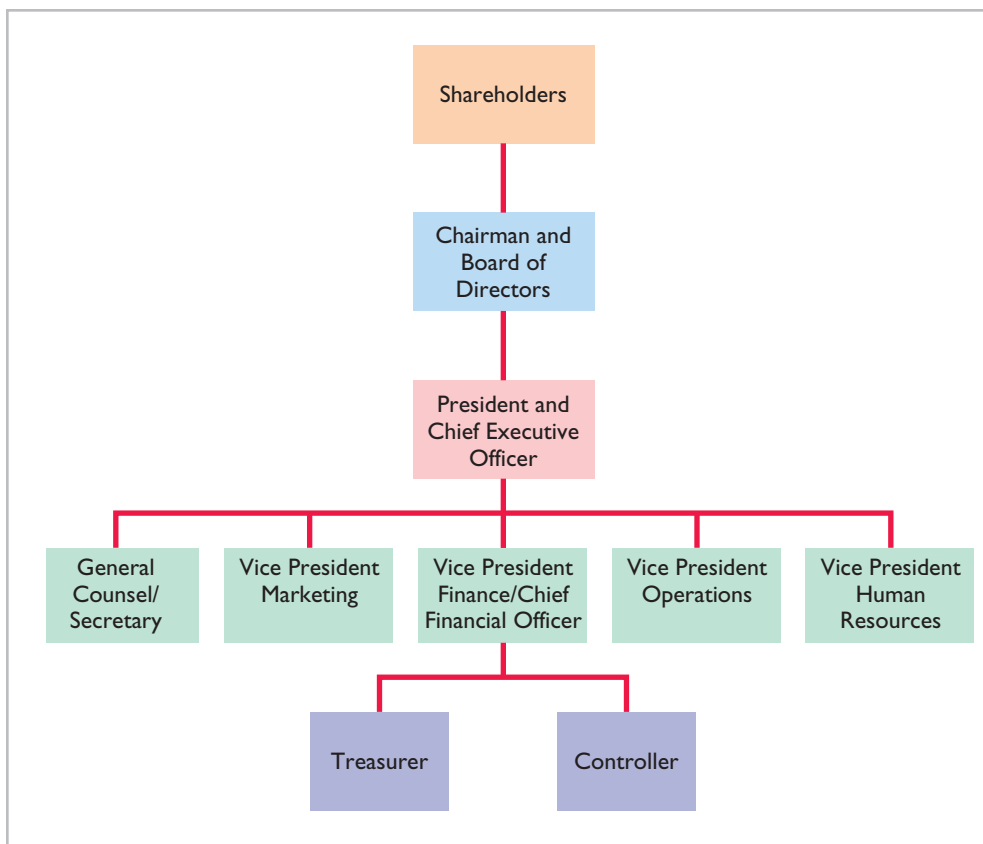 Shareholders
Chairman and
Board of
Directors
President and
Chief Executive
Officer
General
Counsel/
Secretary
Vice President
Marketing
Vice President
Finance/Chief
Financial Officer
Vice President
Operations
Vice President
Human
Resources
Treasurer
Controller